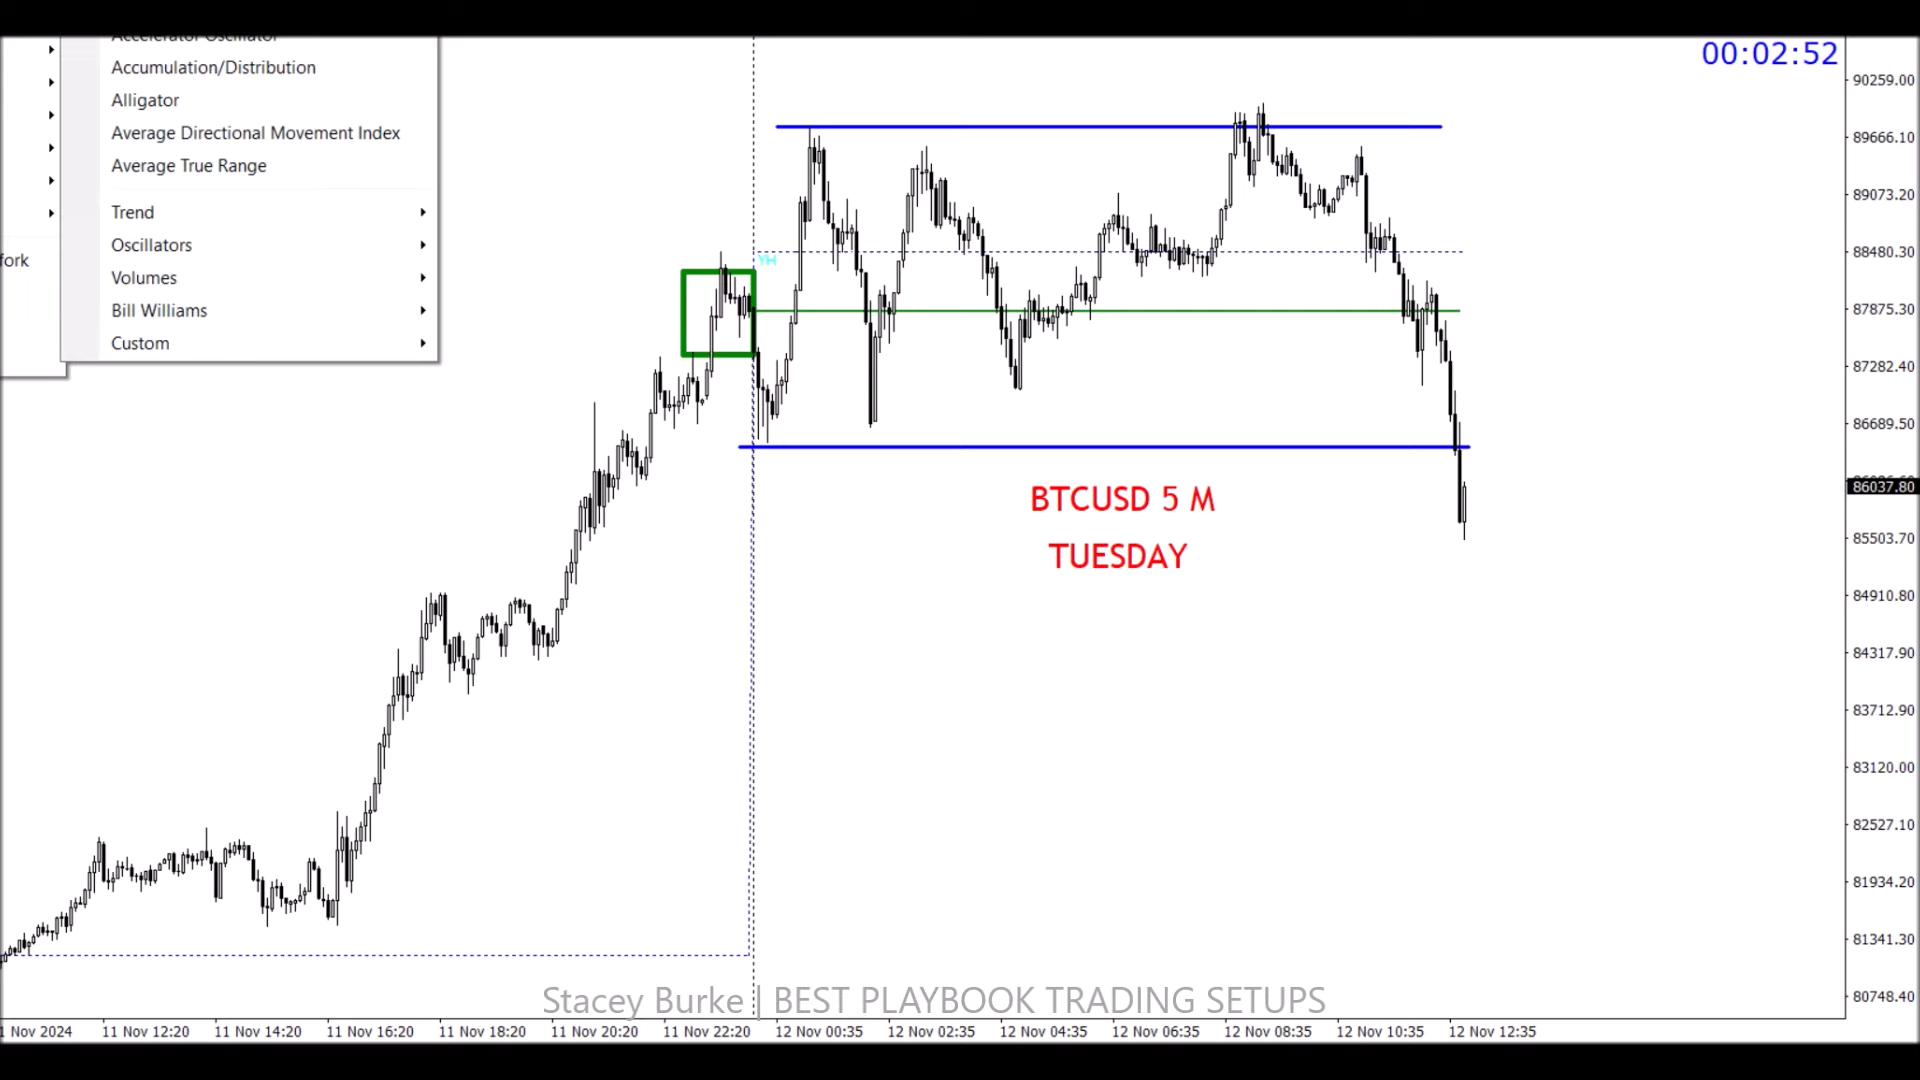 Accelerator Oscillator
Accumulation/Distribution
Alligator
Average Directional Movement Index
Average True Range
Trend
Oscillators
Volumes
Bill Williams
Custom
fork
00:02:52
YH
BTCUSD 5 M
TUESDAY
90259.00
89666.10
89073.20
88480.30
87875.30
87282.40
86689.50
86037.80
85503.70
84910.80
84317.90
83712.90
83120.00
82527.10
81934.20
81341.30
80748.40
Stacey Burke | BEST PLAYBOOK TRADING SETUPS
1 Nov 2024 11 Nov 12:20 11 Nov 14:20 11 Nov 16:20 11 Nov 18:20 11 Nov 20:20 11 Nov 22:20 12 Nov 00:35 12 Nov 02:35 12 Nov 04:35 12 Nov 06:35 12 Nov 08:35 12 Nov 10:35 12 Nov 12:35